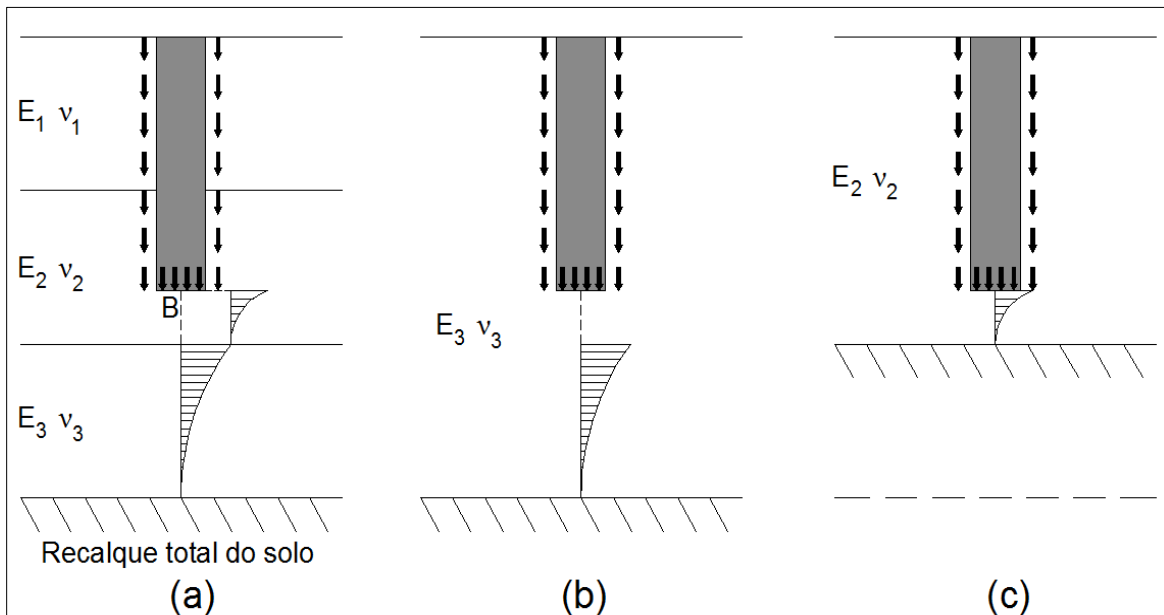 E₁ ν₁
E₂ ν₂
B
E₃ ν₃
Recalque total do solo
(a)
E₃ ν₃
(b)
E₂ ν₂
(c)